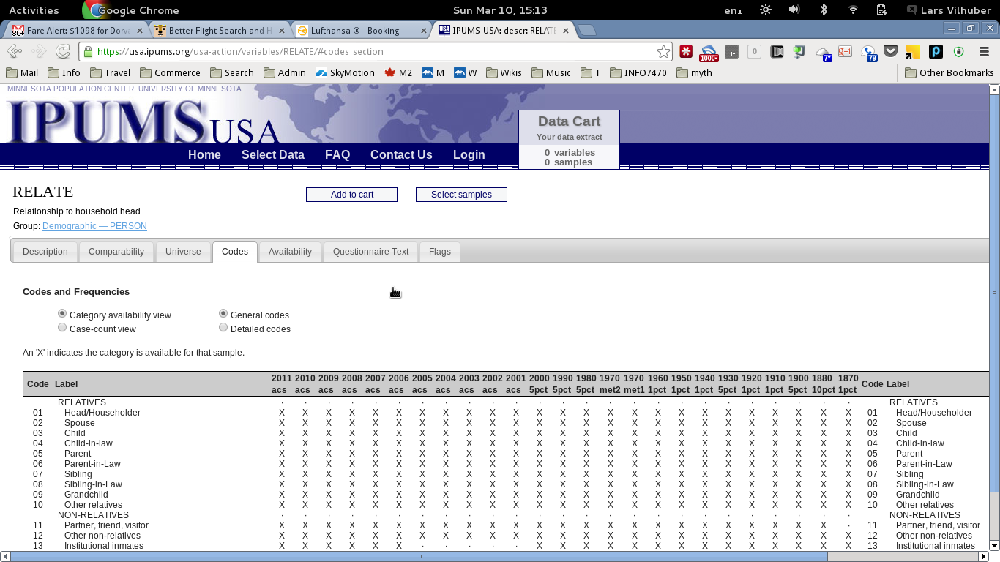 Activities Google Chrome Sun Mar 10, 15:13 en1 Lars Vilhuber
80+ Fare Alert: $1098 for Dorva Better Flight Search and H Lufthansa ® - Booking USA IPUMS-USA: descr: RELATE
https://usa.ipums.org/usa-action/variables/RELATE/#codes_section 1000+ M 0 7° +1 79
Mail Info Travel Commerce Search Admin SkyMotion M2 M W Wikis Music T INFO7470 myth Other Bookmarks
MINNESOTA POPULATION CENTER, UNIVERSITY OF MINNESOTA
IPUMS USA
Data Cart
Your data extract
0 variables
0 samples
Home Select Data FAQ Contact Us Login
RELATE
Add to cart Select samples
Relationship to household head
Group: Demographic — PERSON
Description Comparability Universe Codes Availability Questionnaire Text Flags
Codes and Frequencies
Category availability view General codes
Case-count view Detailed codes
An 'X' indicates the category is available for that sample.
Code Label 2011 acs 2010 acs 2009 acs 2008 acs 2007 acs 2006 acs 2005 acs 2004 acs 2003 acs 2002 acs 2001 acs 2000 5pct 1990 5pct 1980 5pct 1970 met2 1970 met1 1960 1pct 1950 1pct 1940 1pct 1930 5pct 1920 1pct 1910 1pct 1900 5pct 1880 10pct 1870 1pct Code Label
RELATIVES · · · · · · · · · · · · · · · · · · · · · · · · · RELATIVES
01 Head/Householder X X X X X X X X X X X X X X X X X X X X X X X X X 01 Head/Householder
02 Spouse X X X X X X X X X X X X X X X X X X X X X X X X X 02 Spouse
03 Child X X X X X X X X X X X X X X X X X X X X X X X X X 03 Child
04 Child-in-law X X X X X X X X X X X X X X X X X X X X X X X X X 04 Child-in-law
05 Parent X X X X X X X X X X X X X X X X X X X X X X X X X 05 Parent
06 Parent-in-Law X X X X X X X X X X X X X X X X X X X X X X X X X 06 Parent-in-Law
07 Sibling X X X X X X X X X X X X X X X X X X X X X X X X X 07 Sibling
08 Sibling-in-Law X X X X X X X X X X X X X X X X X X X X X X X X X 08 Sibling-in-Law
09 Grandchild X X X X X X X X X X X X X X X X X X X X X X X X X 09 Grandchild
10 Other relatives X X X X X X X X X X X X X X X X X X X X X X X X X 10 Other relatives
NON-RELATIVES · · · · · · · · · · · · · · · · · · · · · · · · · NON-RELATIVES
11 Partner, friend, visitor X X X X X X X X X X X X X X X X X X X X X X X X · 11 Partner, friend, visitor
12 Other non-relatives X X X X X X X X X X X X X X X X X X X X X X X X X 12 Other non-relatives
13 Institutional inmates X X X X X X · · · · · X X X X X X X X X X X X X X 13 Institutional inmates